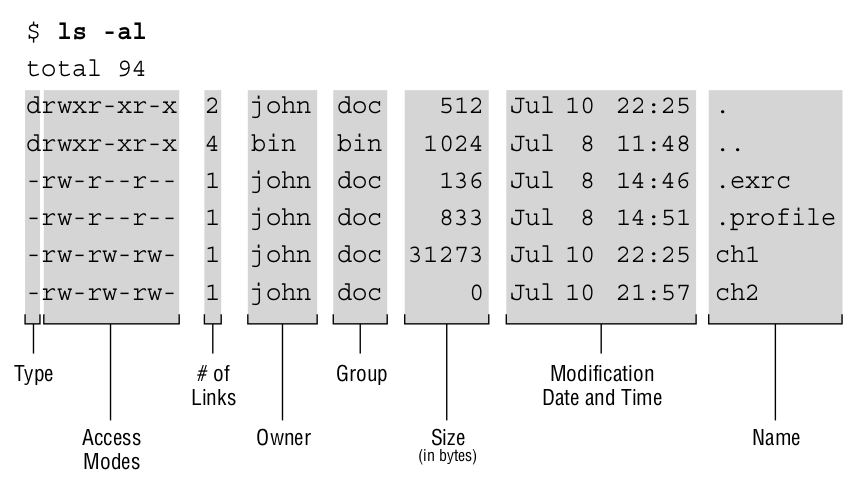 $ ls -al
total 94
drwxr-xr-x 2 john doc 512 Jul 10 22:25 .
drwxr-xr-x 4 bin bin 1024 Jul 8 11:48 ..
-rw-r--r-- 1 john doc 136 Jul 8 14:46 .exrc
-rw-r--r-- 1 john doc 833 Jul 8 14:51 .profile
-rw-rw-rw- 1 john doc 31273 Jul 10 22:25 ch1
-rw-rw-rw- 1 john doc 0 Jul 10 21:57 ch2
Type
# of
Links
Group
Modification
Date and Time
Access
Modes
Owner
Size
(in bytes)
Name